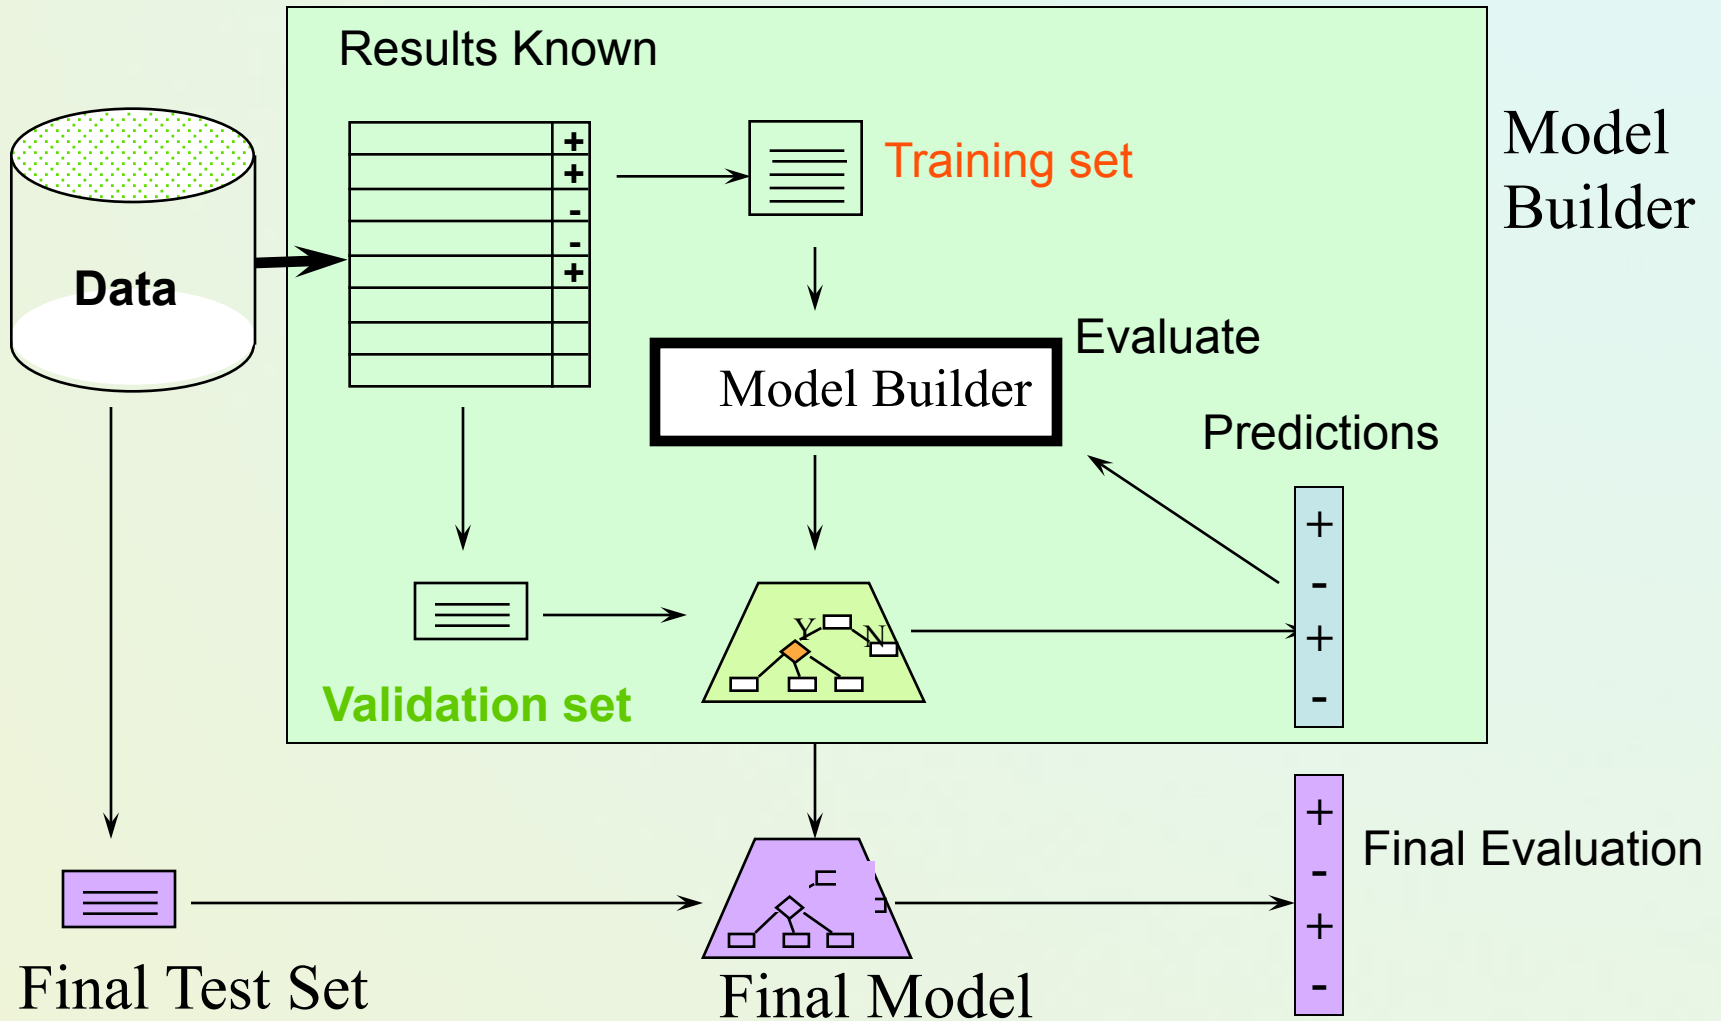 Results Known
Model
Builder
+
+
-
-
+
Training set
Data
Evaluate
Model Builder
Predictions
+
-
+
-
Y
N
Validation set
+
-
+
-
Final Evaluation
Final Test Set
Final Model